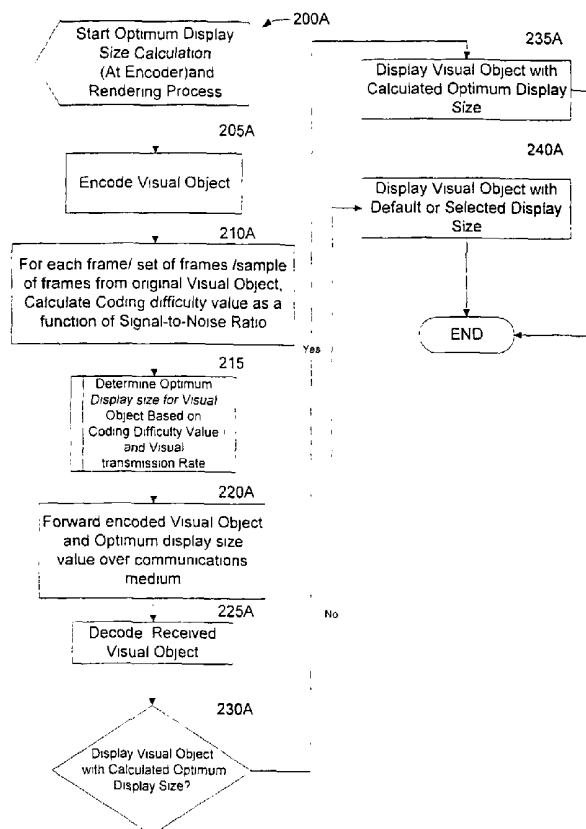 200A
Start Optimum Display
Size Calculation
(At Encoder)and
Rendering Process
205A
Encode Visual Object
210A
For each frame/ set of frames /sample
of frames from original Visual Object,
Calculate Coding difficulty value as a
function of Signal-to-Noise Ratio
215
Determine Optimum
Display size for Visual
Object Based on
Coding Difficulty Value
and Visual
transmission Rate
220A
Forward encoded Visual Object
and Optimum display size
value over communications
medium
225A
Decode Received
Visual Object
230A
Display Visual Object
with Calculated Optimum
Display Size?
Yes
No
235A
Display Visual Object with
Calculated Optimum Display
Size
240A
Display Visual Object with
Default or Selected Display
Size
END